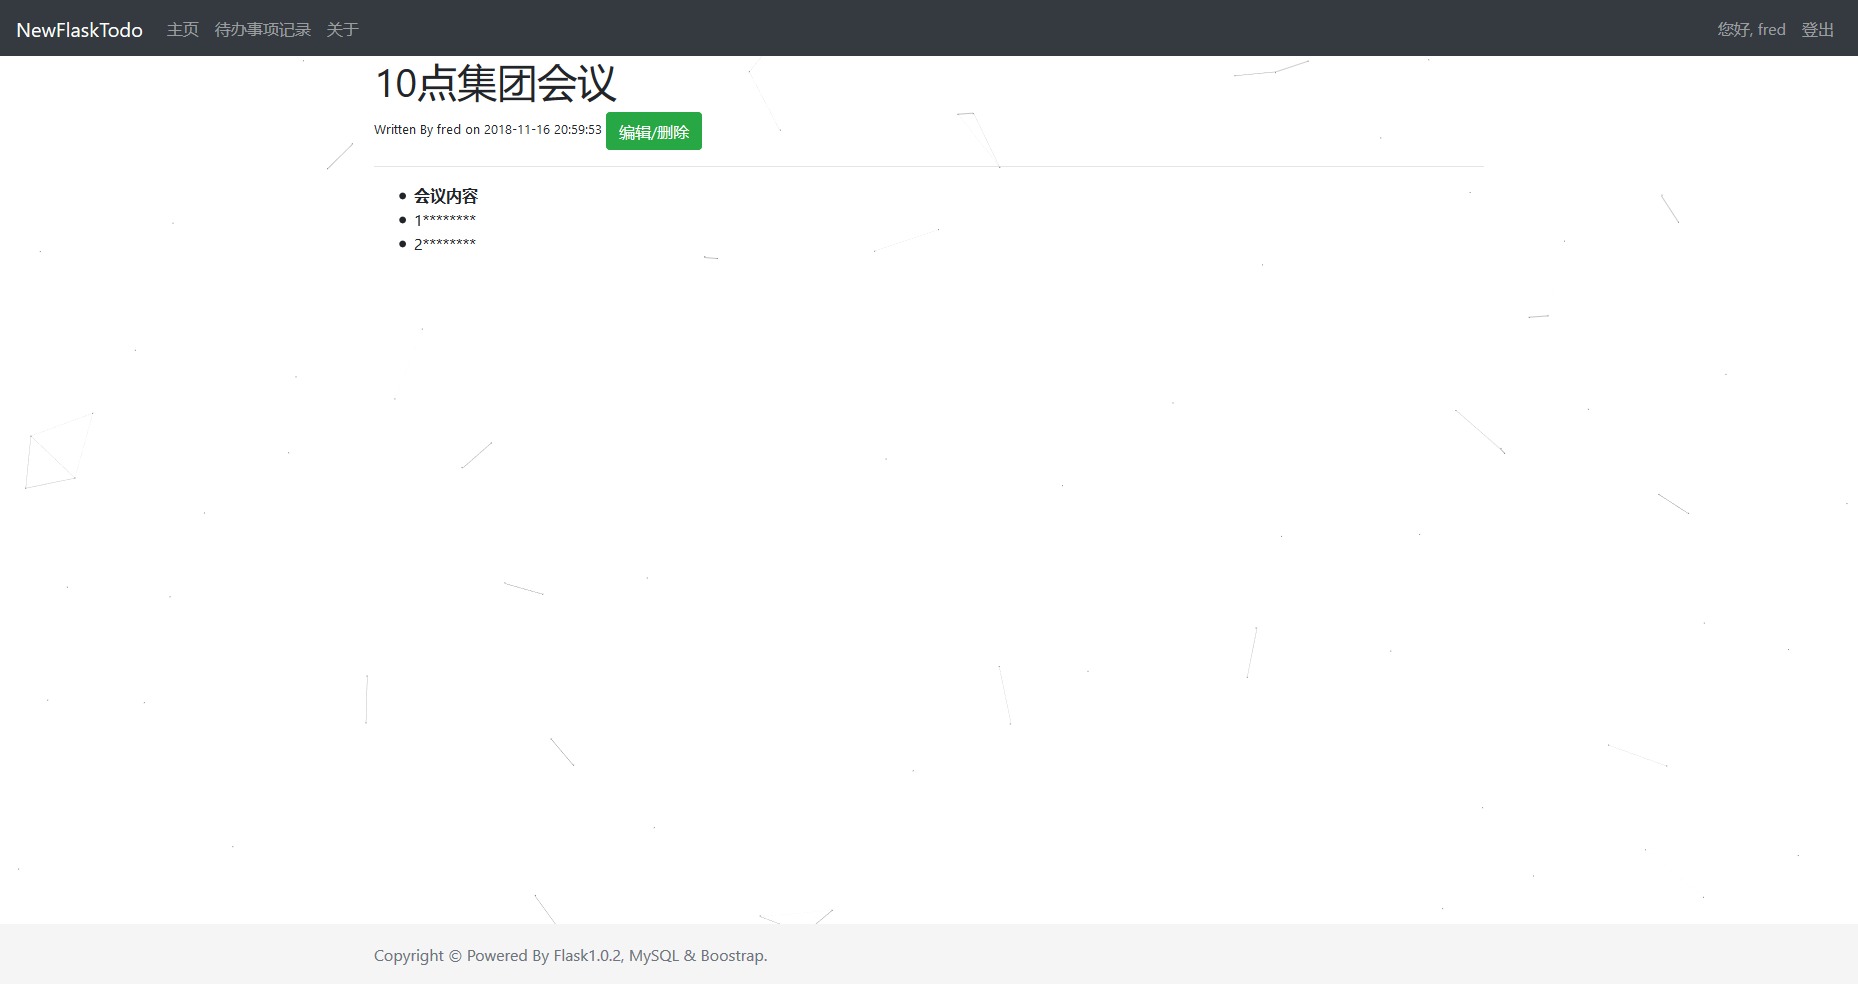 NewFlaskTodo 主页 待办事项记录 关于 您好, fred 登出
10点集团会议
Written By fred on 2018-11-16 20:59:53 编辑/删除
会议内容
1********
2********
Copyright © Powered By Flask1.0.2, MySQL & Boostrap.